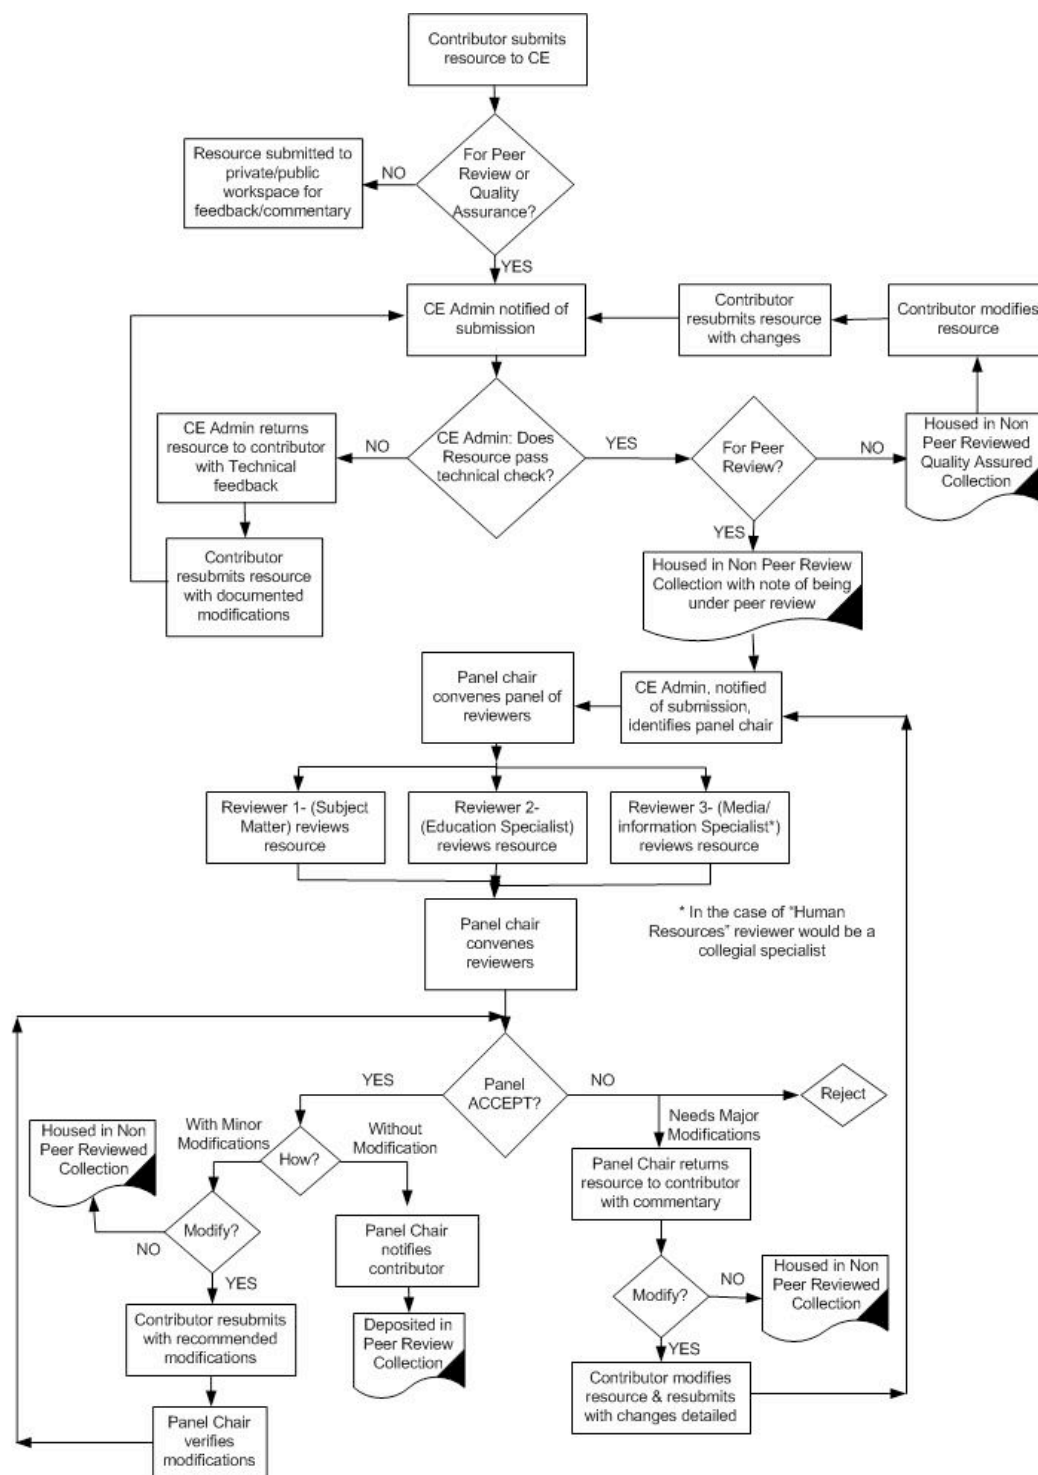 Contributor submits
resource to CE
For Peer
Review or
Quality
Assurance?
NO
Resource submitted to
private/public
workspace for
feedback/commentary
YES
CE Admin notified of
submission
Contributor
resubmits resource
with changes
Contributor modifies
resource
CE Admin returns
resource to contributor
with Technical
feedback
NO
CE Admin: Does
Resource pass
technical check?
YES
For Peer
Review?
NO
Housed in Non
Peer Reviewed
Quality Assured
Collection
YES
Contributor
resubmits resource
with documented
modifications
Housed in Non Peer Review
Collection with note of being
under peer review
Panel chair
convenes panel of
reviewers
CE Admin, notified
of submission,
identifies panel chair
Reviewer 1- (Subject
Matter) reviews
resource
Reviewer 2-
(Education Specialist)
reviews resource
Reviewer 3- (Media/
information Specialist*)
reviews resource
Panel chair
convenes
reviewers
* In the case of "Human
Resources" reviewer would be a
collegial specialist
Panel
ACCEPT?
YES
NO
Reject
With Minor
Modifications
How?
Without
Modification
Needs Major
Modifications
Housed in Non
Peer Reviewed
Collection
Modify?
NO
YES
Panel Chair
notifies
contributor
Panel Chair returns
resource to contributor
with commentary
Modify?
NO
Housed in Non
Peer Reviewed
Collection
YES
Contributor resubmits
with recommended
modifications
Deposited in
Peer Review
Collection
Contributor modifies
resource & resubmits
with changes detailed
Panel Chair
verifies
modifications